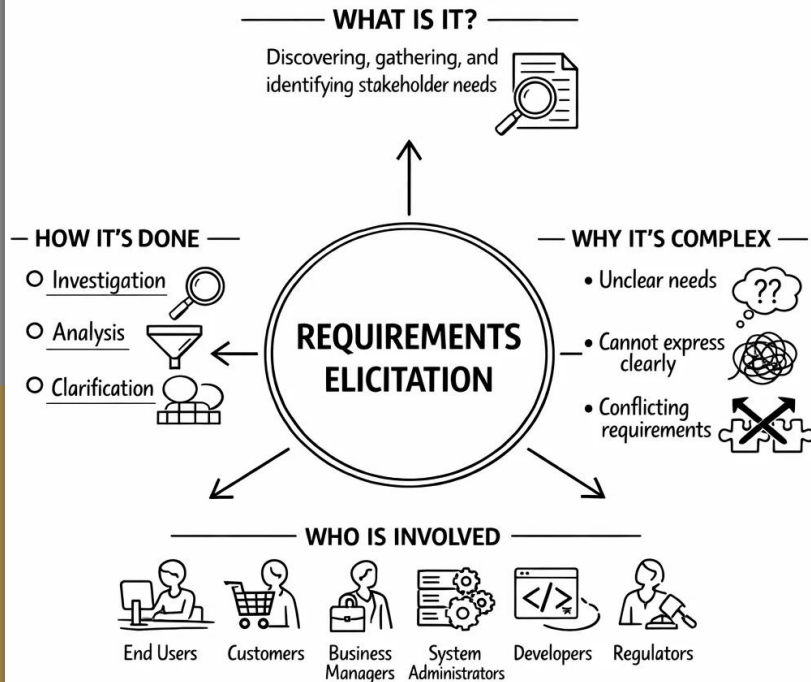 WHAT IS IT?
Discovering, gathering, and
identifying stakeholder needs
HOW IT'S DONE
Investigation
Analysis
Clarification
REQUIREMENTS
ELICITATION
WHY IT'S COMPLEX
• Unclear needs
??
• Cannot express
clearly
• Conflicting
requirements
WHO IS INVOLVED
</>
End Users
Customers
Business
Managers
System
Administrators
Developers
Regulators